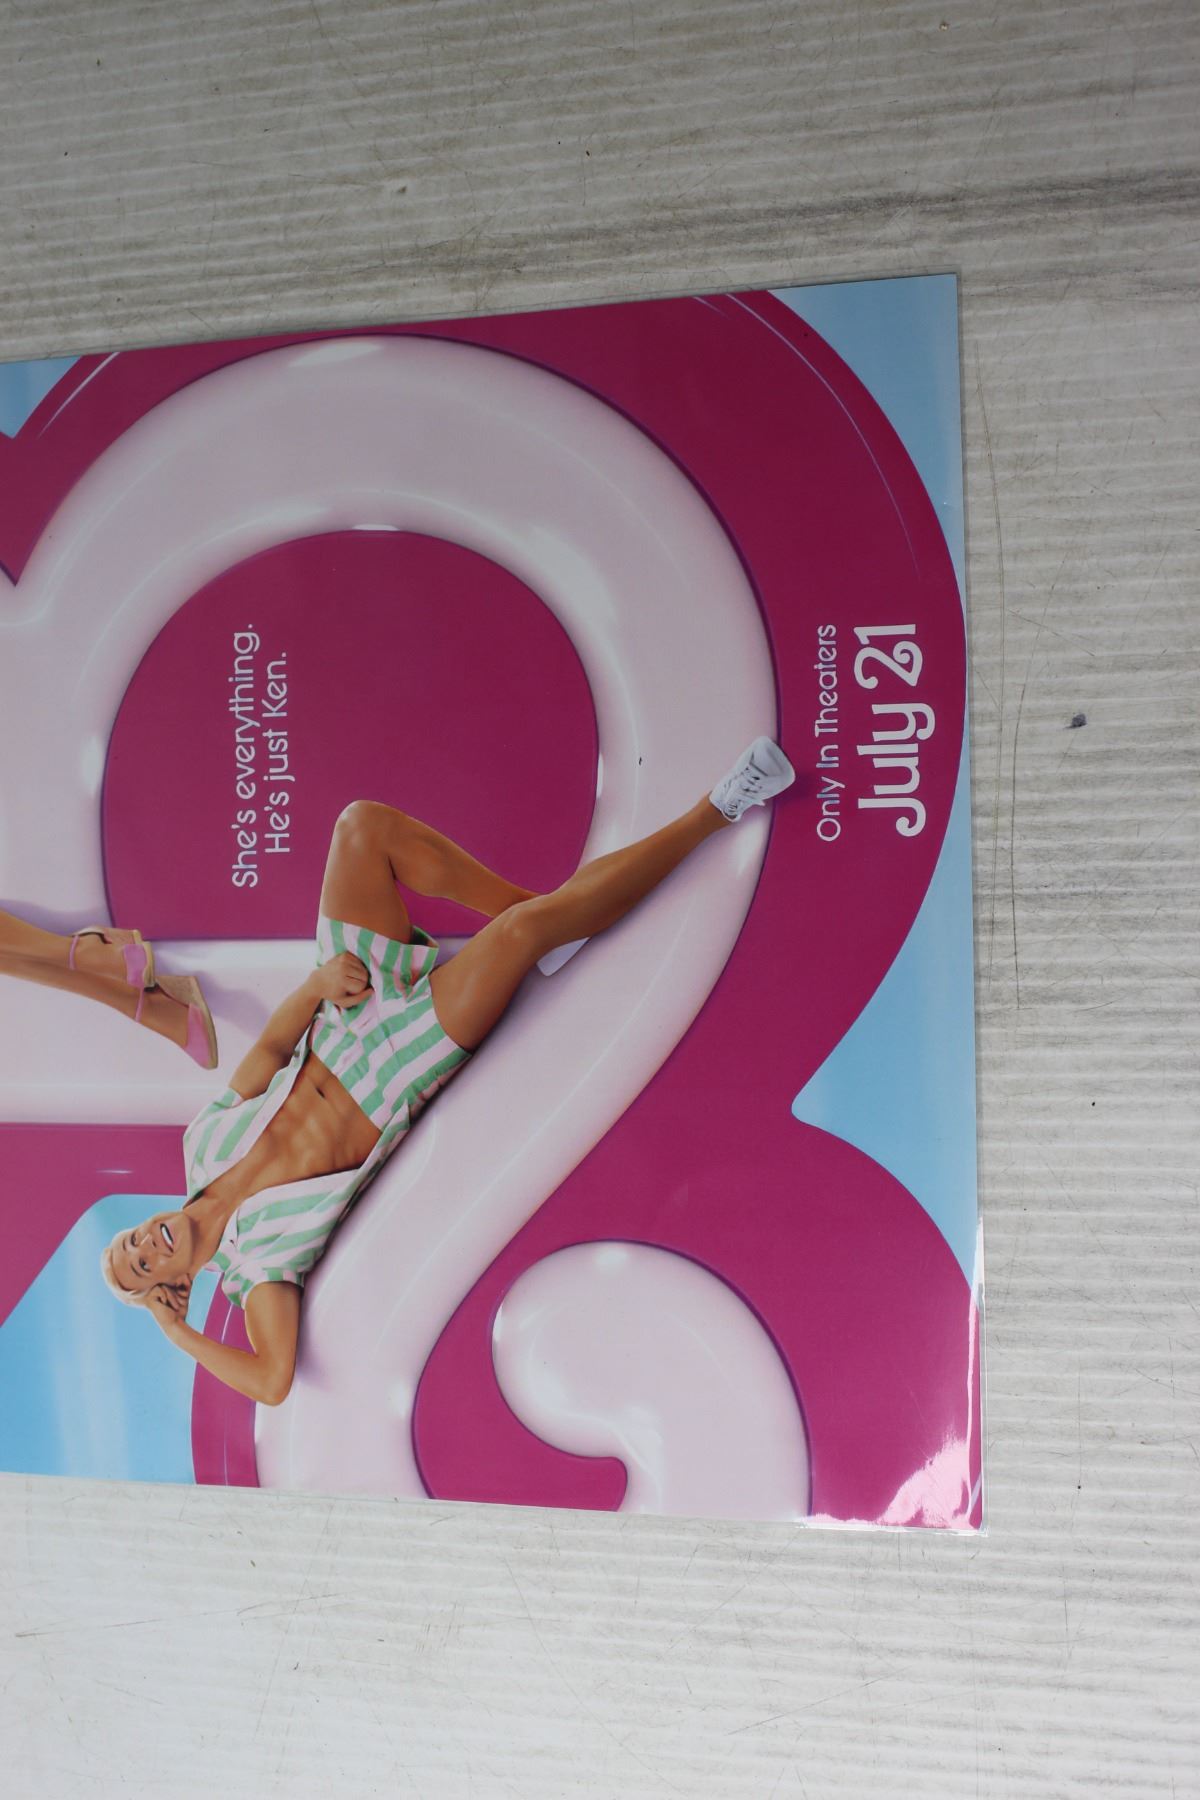 She's everything.
He's just Ken.
Only In Theaters
July 21